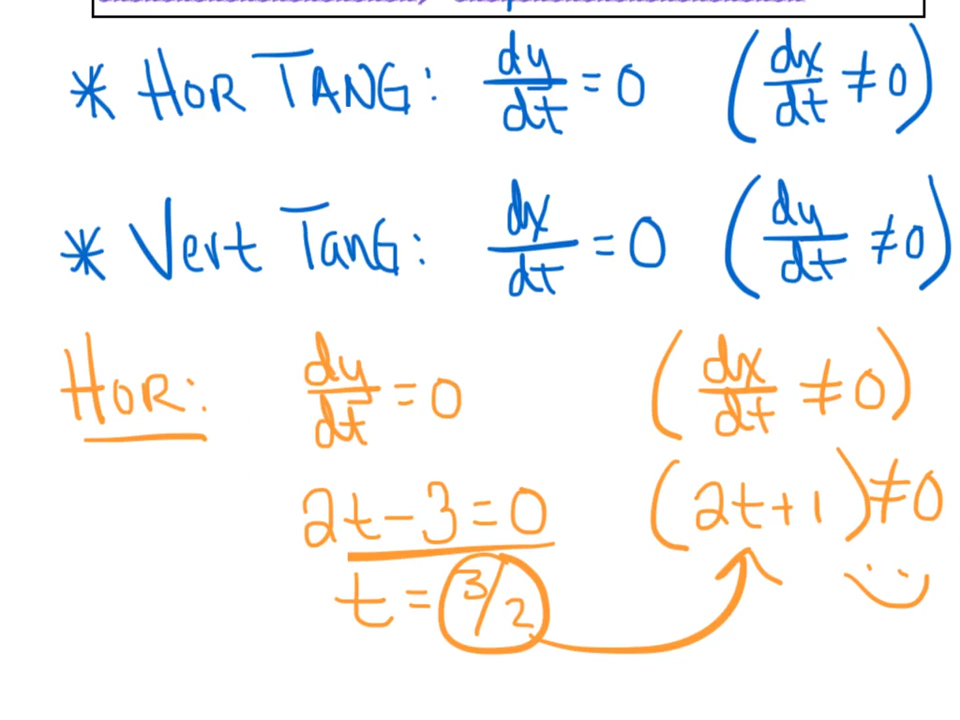 * HOR TANG: dy/dt = 0 (dx/dt ≠ 0)
* Vert Tang: dx/dt = 0 (dy/dt ≠ 0)
HOR: dy/dt = 0 (dx/dt ≠ 0)
2t - 3 = 0 (2t + 1) ≠ 0
t = 3/2